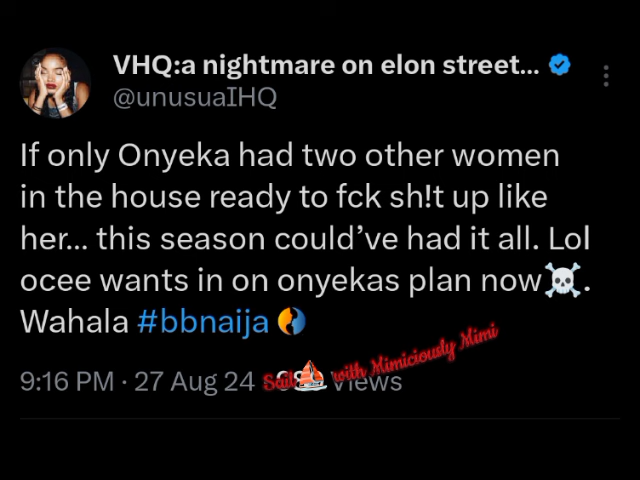 VHQ:a nightmare on elon street...
@unusuaIHQ
If only Onyeka had two other women
in the house ready to fck sh!t up like
her... this season could've had it all. Lol
ocee wants in on onyekas plan now☠️.
Wahala #bbnaija
9:16 PM · 27 Aug 24 Views
Sail⛵ with Mimiciously Mimi